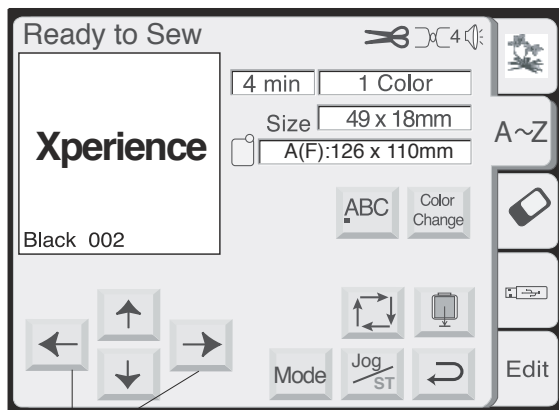 Ready to Sew
4
4 min
1 Color
Size
49 x 18mm
A(F):126 x 110mm
Xperience
Black 002
ABC
Color
Change
Mode
Jog
ST
A~Z
Edit